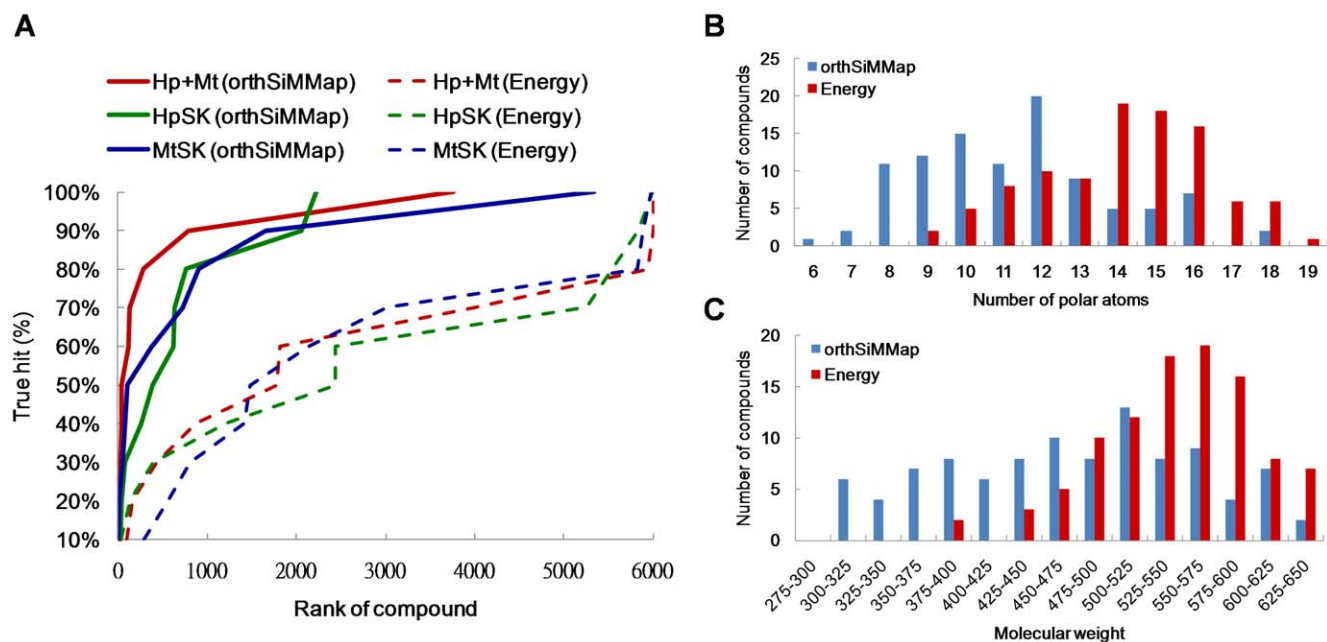 A
Hp+Mt (orthSiMMap)
Hp+Mt (Energy)
HpSK (orthSiMMap)
HpSK (Energy)
MtSK (orthSiMMap)
MtSK (Energy)
True hit (%)
100%
90%
80%
70%
60%
50%
40%
30%
20%
10%
0 1000 2000 3000 4000 5000 6000
Rank of compound
B
orthSiMMap
Energy
Number of compounds
25
20
15
10
5
0
6 7 8 9 10 11 12 13 14 15 16 17 18 19
Number of polar atoms
C
orthSiMMap
Energy
Number of compounds
20
15
10
5
0
275-300 300-325 325-350 350-375 375-400 400-425 425-450 450-475 475-500 500-525 525-550 550-575 575-600 600-625 625-650
Molecular weight